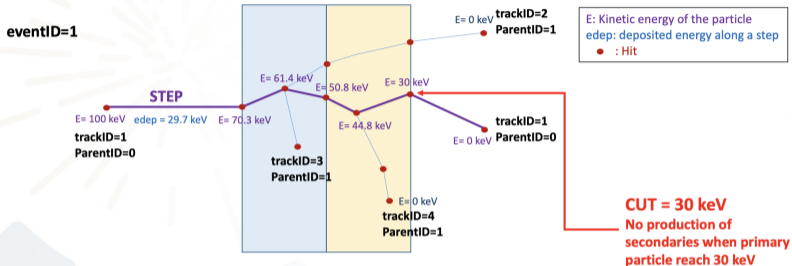 eventID=1
E= 0 keV
trackID=2
ParentID=1
E: Kinetic energy of the particle
edep: deposited energy along a step
: Hit
STEP
E= 61.4 keV
E= 50.8 keV
E= 30 keV
E= 100 keV
edep = 29.7 keV
E= 70.3 keV
E= 44.8 keV
trackID=1
ParentID=0
trackID=3
ParentID=1
E= 0 keV
trackID=1
ParentID=0
E= 0 keV
trackID=4
ParentID=1
CUT = 30 keV
No production of
secondaries when primary
particle reach 30 keV